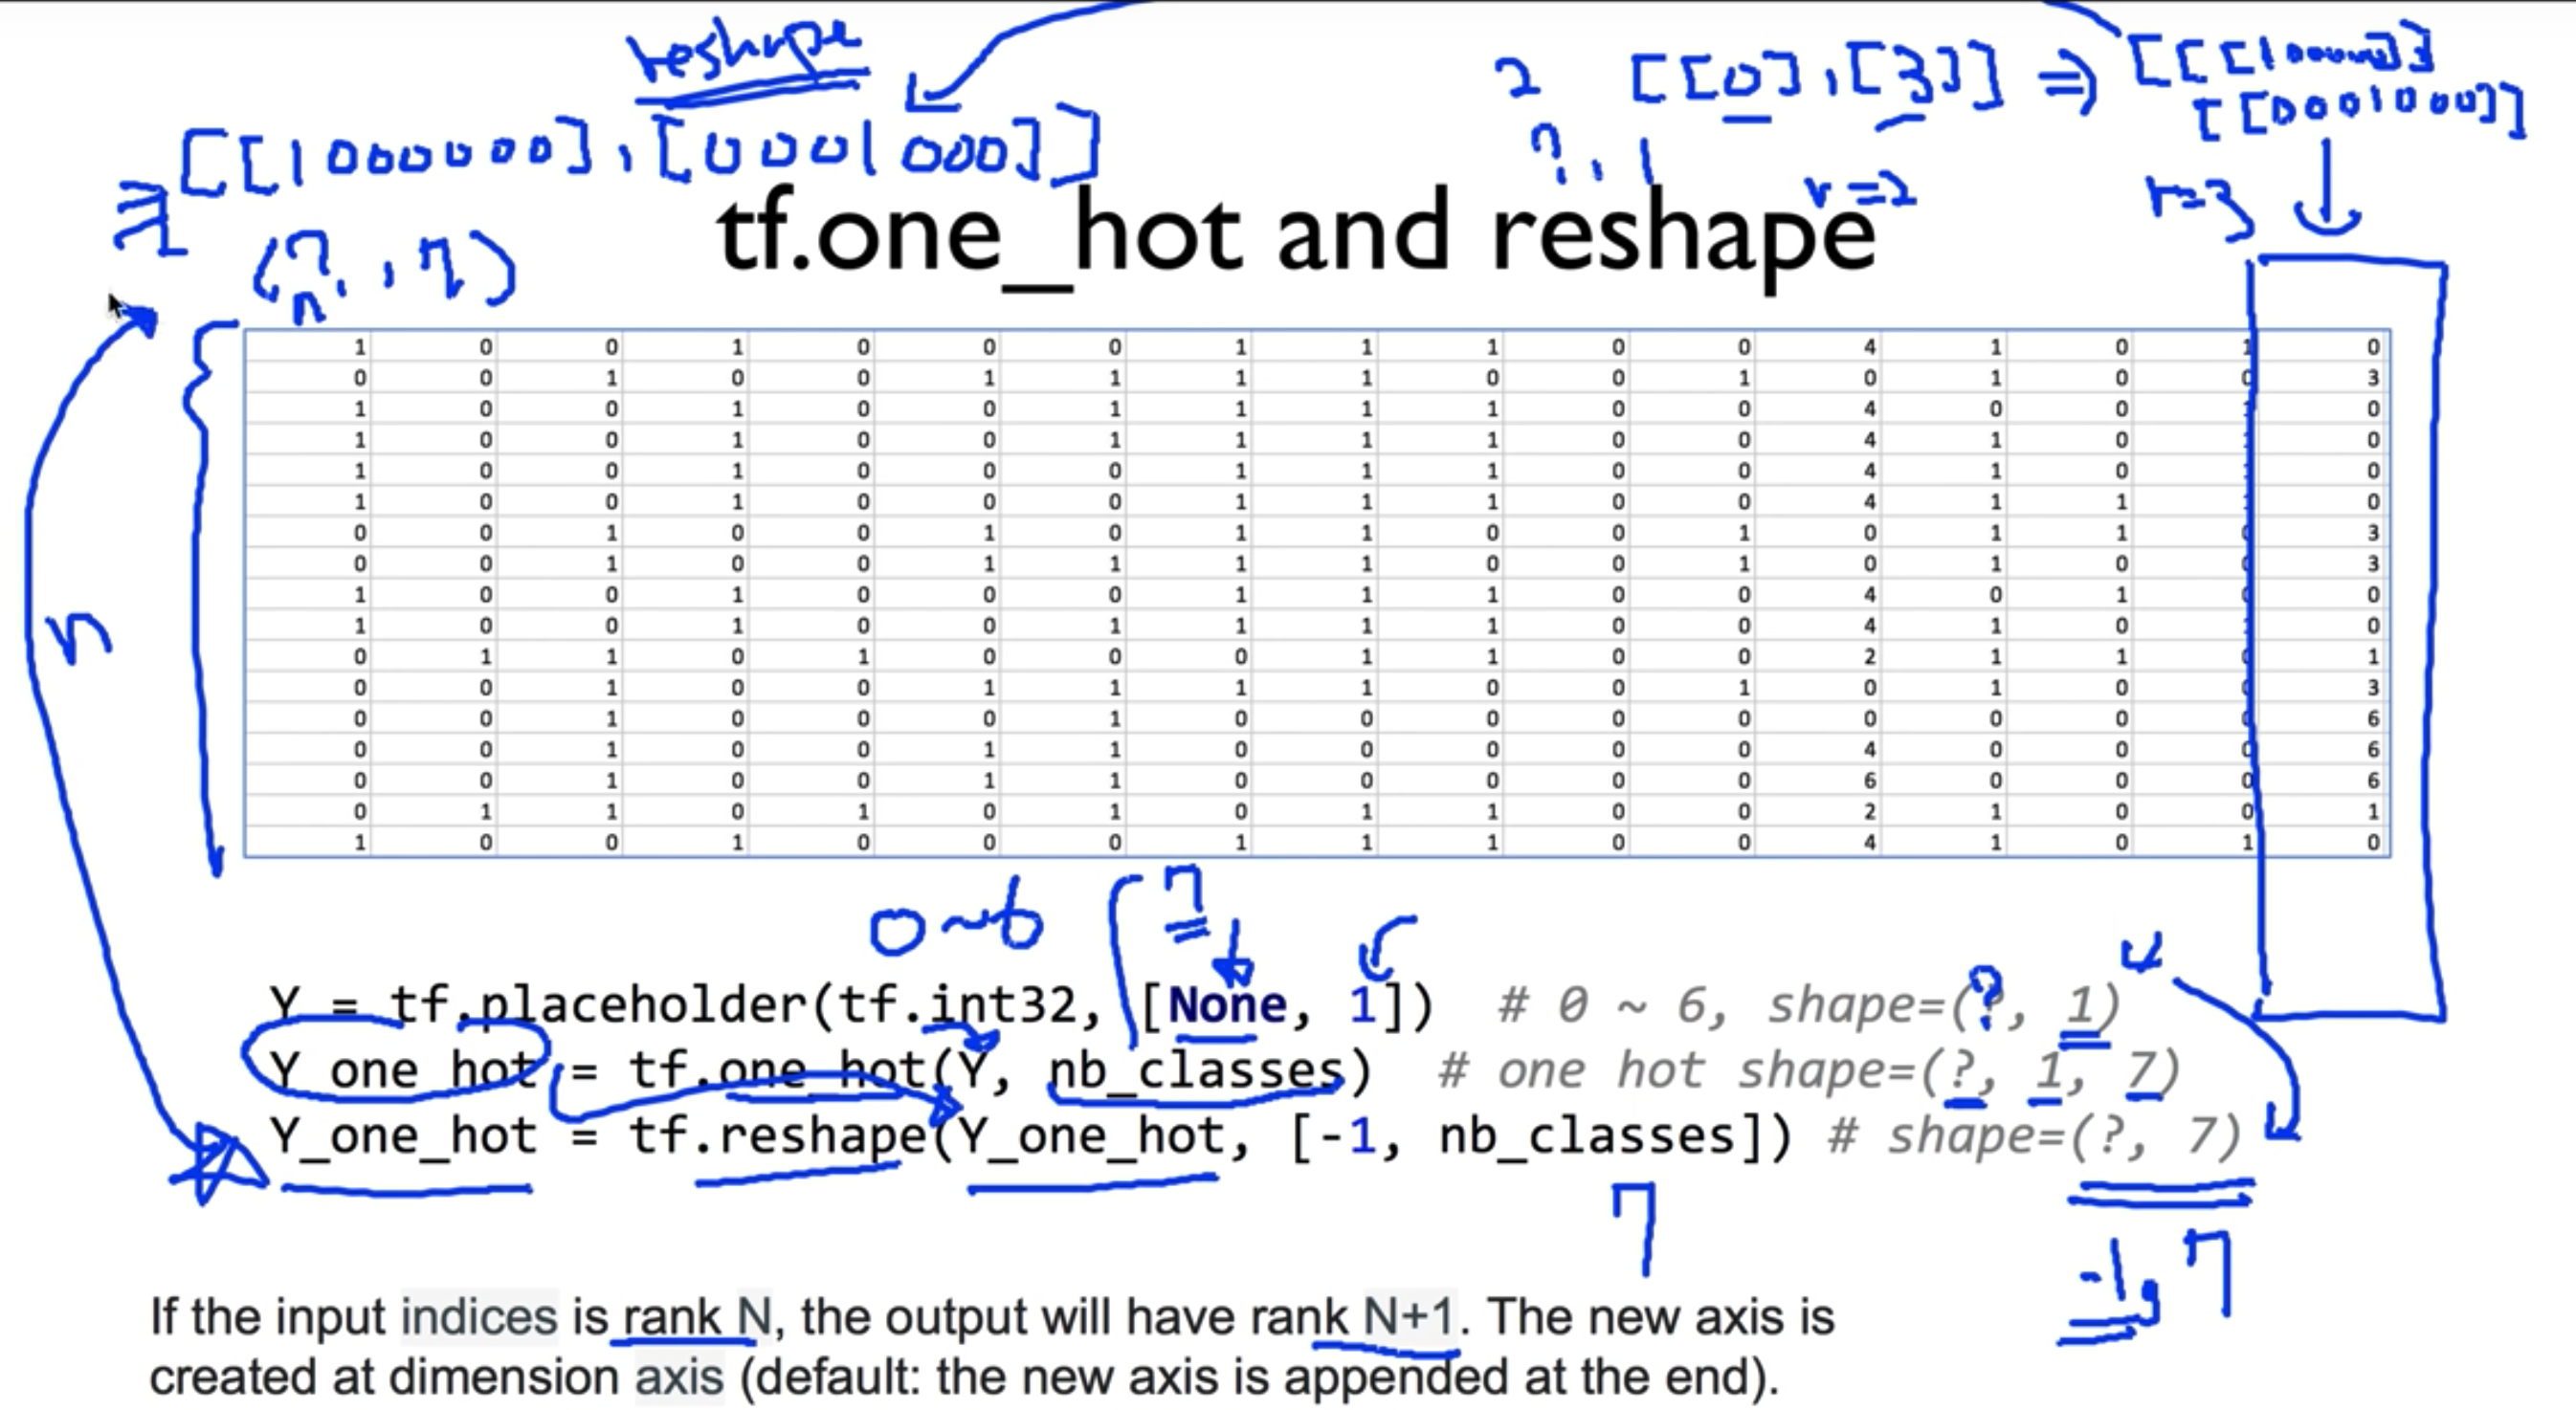 reshape
2 [[0],[3]] ⇒ [[[1000000]]
[[0001000]]
[[1000000],[0001000]]
?, 1
r=2
r=3
tf.one_hot and reshape
(?, 7)
n
1 0 0 1 0 0 0 1 1 1 0 0 4 1 0 1 0
0 0 1 0 0 1 1 1 1 0 0 1 0 1 0 0 3
1 0 0 1 0 0 1 1 1 1 0 0 4 0 0 1 0
1 0 0 1 0 0 1 1 1 1 0 0 4 1 0 1 0
1 0 0 1 0 0 0 1 1 1 0 0 4 1 0 1 0
1 0 0 1 0 0 0 1 1 1 0 0 4 1 1 1 0
0 0 1 0 0 1 0 1 1 0 0 1 0 1 1 0 3
0 0 1 0 0 1 1 1 1 0 0 1 0 1 0 0 3
1 0 0 1 0 0 0 1 1 1 0 0 4 0 1 0 0
1 0 0 1 0 0 1 1 1 1 0 0 4 1 0 1 0
0 1 1 0 1 0 0 0 1 1 0 0 2 1 1 0 1
0 0 1 0 0 1 1 1 1 0 0 1 0 1 0 0 3
0 0 1 0 0 0 1 0 0 0 0 0 0 0 0 0 6
0 0 1 0 0 1 1 0 0 0 0 0 4 0 0 0 6
0 0 1 0 0 1 1 0 0 0 0 0 6 0 0 0 6
0 1 1 0 1 0 1 0 1 1 0 0 2 1 0 0 1
1 0 0 1 0 0 0 1 1 1 0 0 4 1 0 1 0
n
0~6
7
?
Y = tf.placeholder(tf.int32, [None, 1]) # 0 ~ 6, shape=(?, 1)
Y_one_hot = tf.one_hot(Y, nb_classes) # one hot shape=(?, 1, 7)
Y_one_hot = tf.reshape(Y_one_hot, [-1, nb_classes]) # shape=(?, 7)
7
-1, 7
If the input indices is rank N, the output will have rank N+1. The new axis is
created at dimension axis (default: the new axis is appended at the end).